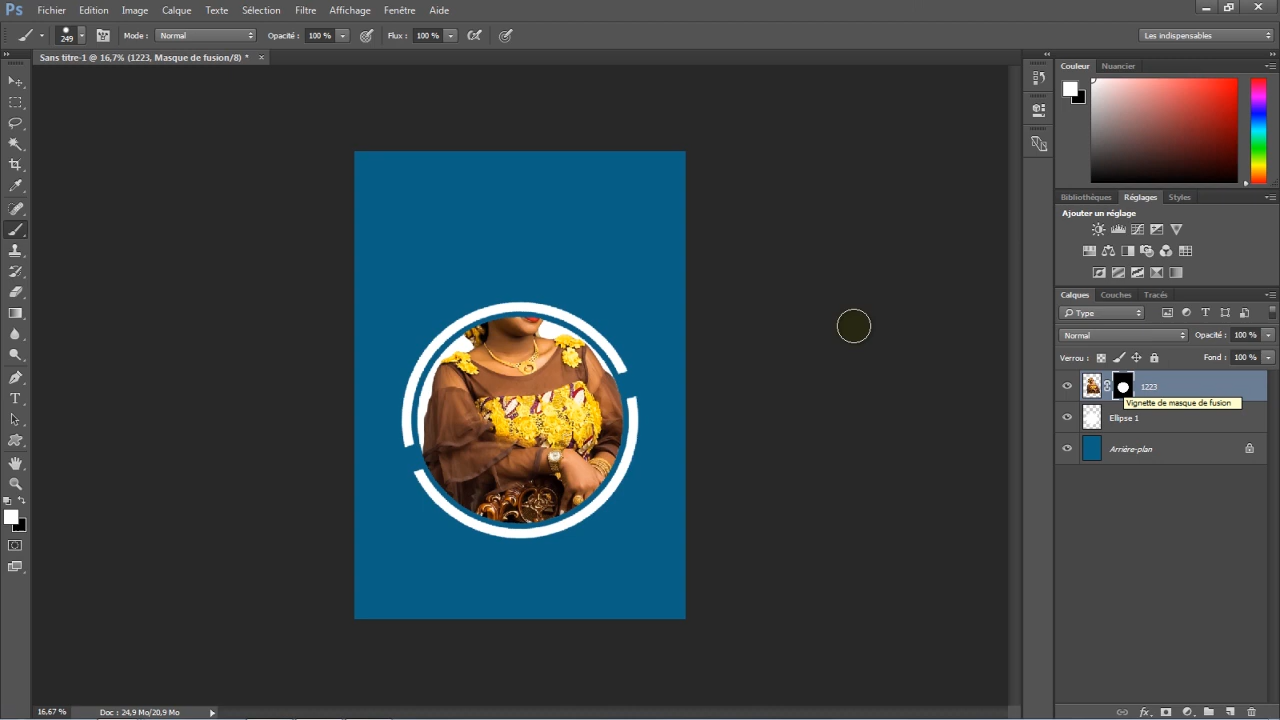 Ps Fichier Edition Image Calque Texte Sélection Filtre Affichage Fenêtre Aide
249 Mode : Normal Opacité : 100 % Flux : 100 % Les indispensables
Sans titre-1 @ 16,7% (1223, Masque de fusion/8) * ×
Couleur Nuancier
Bibliothèques Réglages Styles
Ajouter un réglage
Calques Couches Tracés
Type
Normal Opacité : 100 %
Verrou : Fond : 100 %
1223
Vignette de masque de fusion
Ellipse 1
Arrière-plan
16,67 % Doc : 24,9 Mo/20,9 Mo